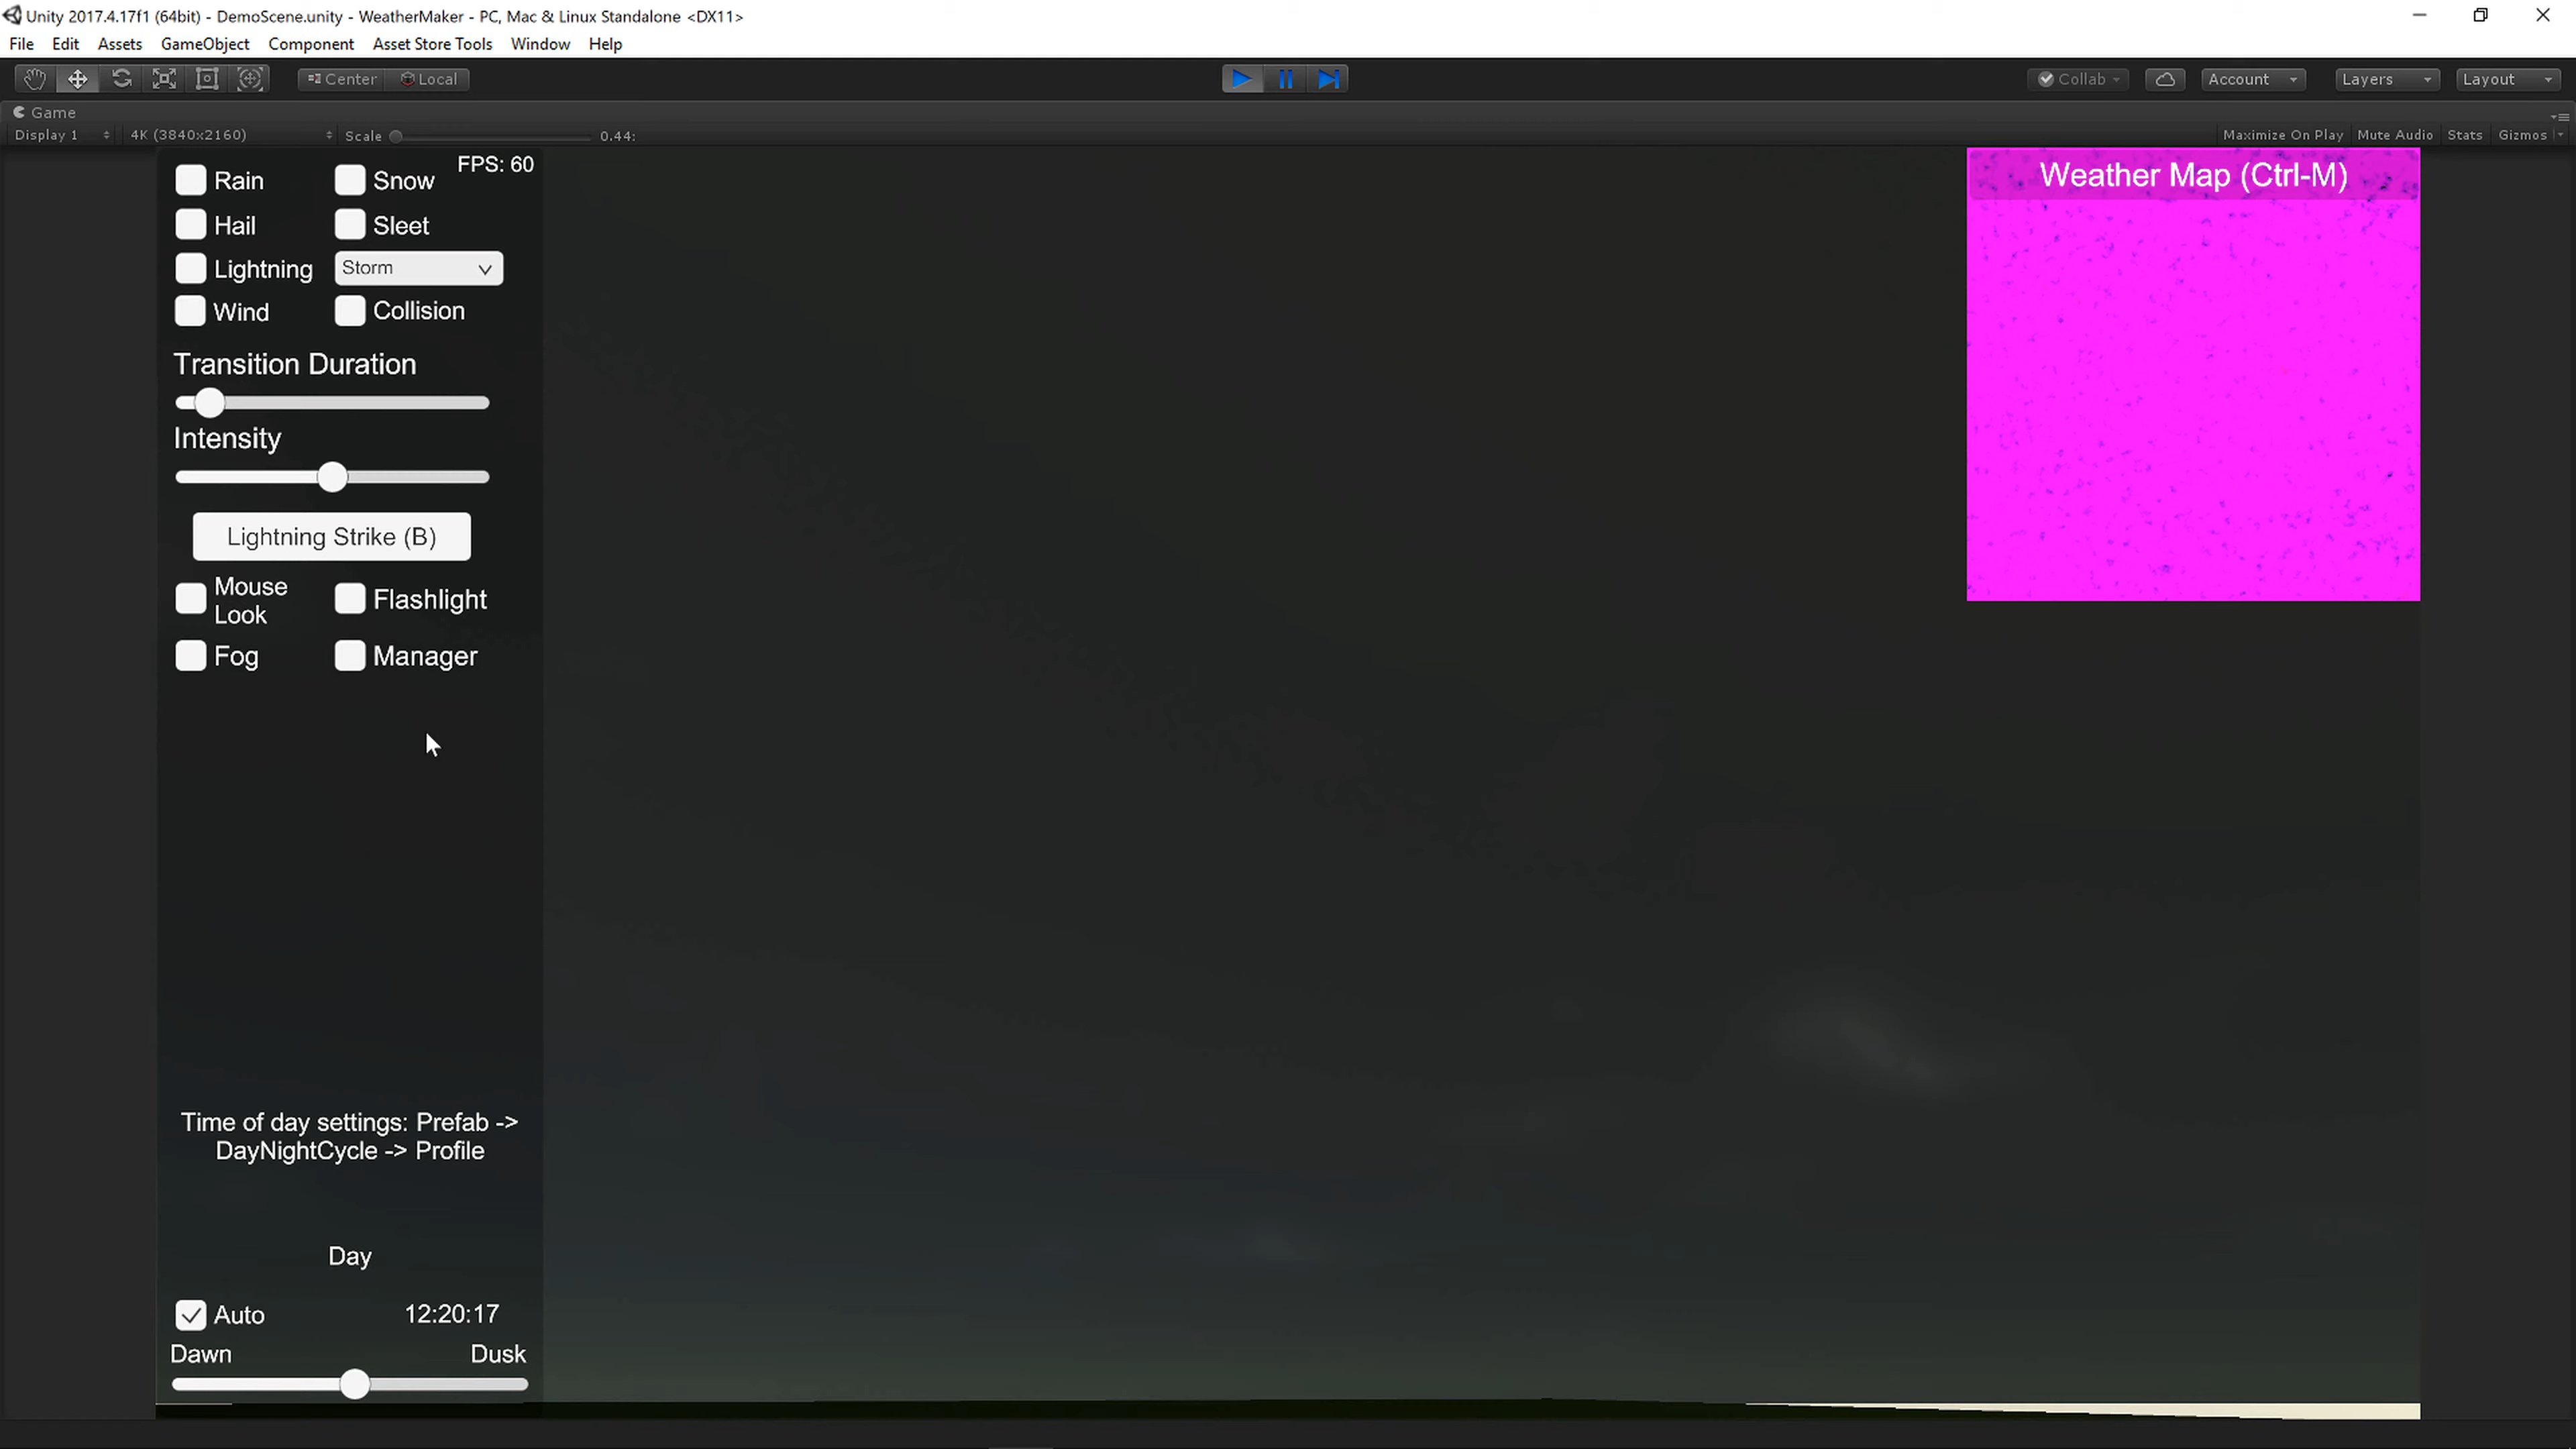 Unity 2017.4.17f1 (64bit) - DemoScene.unity - WeatherMaker - PC, Mac & Linux Standalone <DX11>
File Edit Assets GameObject Component Asset Store Tools Window Help
Center Local Collab Account Layers Layout
Game
Display 1 4K (3840x2160) Scale 0.44: Maximize On Play Mute Audio Stats Gizmos
FPS: 60
Rain Snow
Hail Sleet
Lightning Storm
Wind Collision
Transition Duration
Intensity
Lightning Strike (B)
Mouse
Look
Flashlight
Fog Manager
Time of day settings: Prefab ->
DayNightCycle -> Profile
Day
Auto 12:20:17
Dawn Dusk
Weather Map (Ctrl-M)